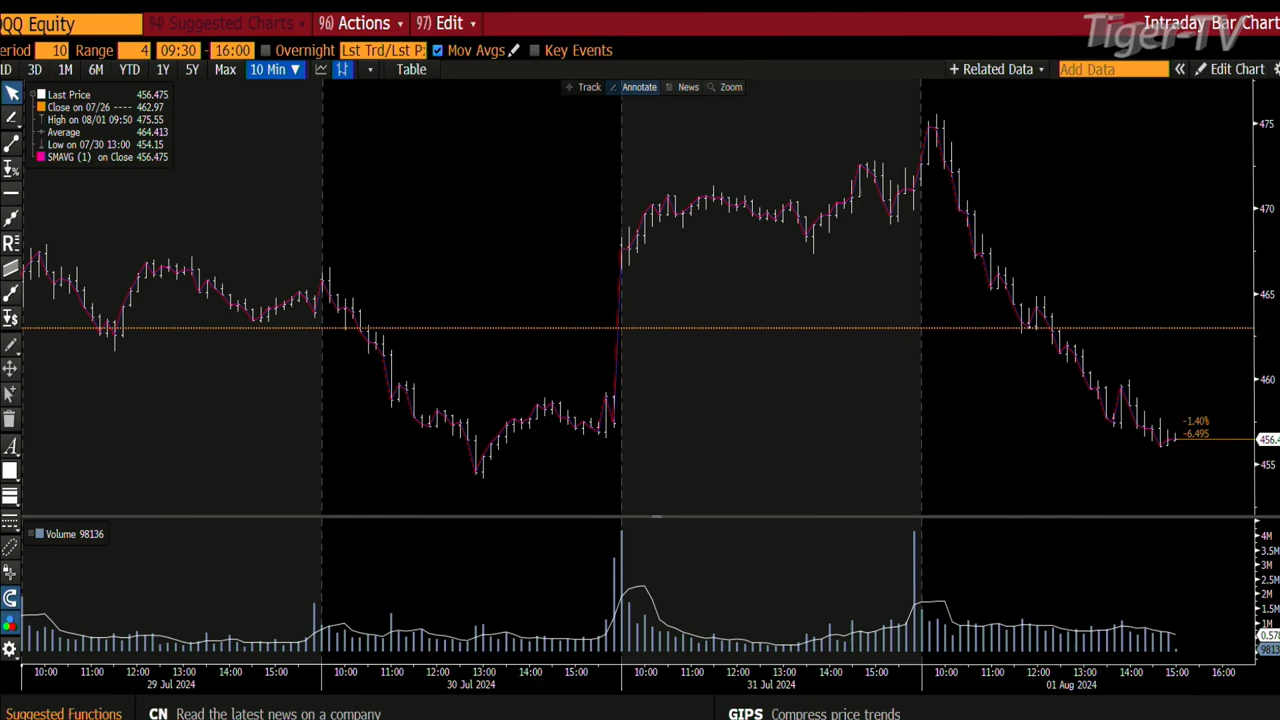 QQ Equity 94) Suggested Charts 96) Actions 97) Edit Intraday Bar Chart
Tiger-TV
eriod 10 Range 4 09:30 - 16:00 Overnight Lst Trd/Lst P Mov Avgs Key Events
1D 3D 1M 6M YTD 1Y 5Y Max 10 Min ▼ Table + Related Data Add Data « Edit Chart
Track Annotate News Zoom
Last Price 456.475
Close on 07/26 ---- 462.97
High on 08/01 09:50 475.55
Average 464.413
Low on 07/30 13:00 454.15
SMAVG (1) on Close 456.475
475
470
465
460
-1.40%
-6.495
456.4
455
Volume 98136
4M
3.5M
3M
2.5M
2M
1.5M
1M
0.578
9813
10:00 11:00 12:00 13:00 14:00 15:00 10:00 11:00 12:00 13:00 14:00 15:00 10:00 11:00 12:00 13:00 14:00 15:00 10:00 11:00 12:00 13:00 14:00 15:00 16:00
29 Jul 2024 30 Jul 2024 31 Jul 2024 01 Aug 2024
Suggested Functions CN Read the latest news on a company GIPS Compress price trends